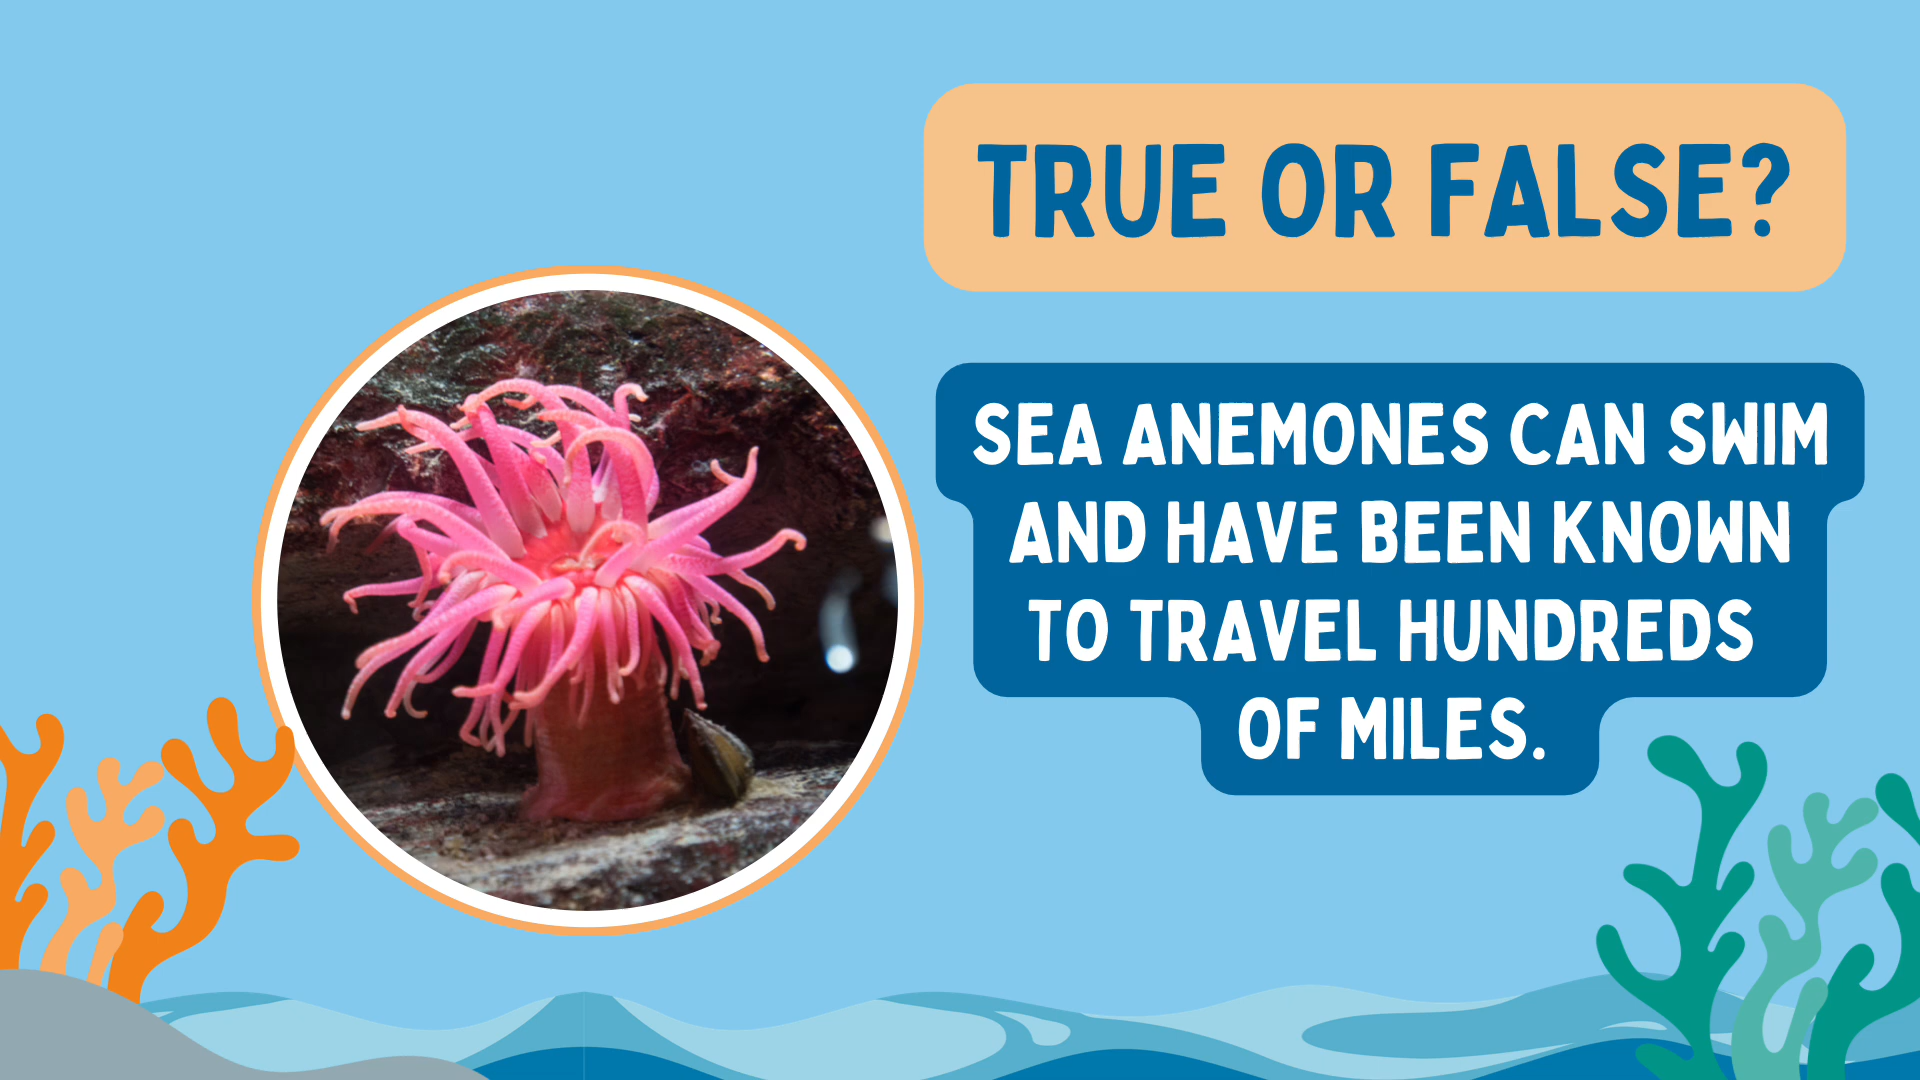 TRUE OR FALSE?
SEA ANEMONES CAN SWIM
AND HAVE BEEN KNOWN
TO TRAVEL HUNDREDS
OF MILES.